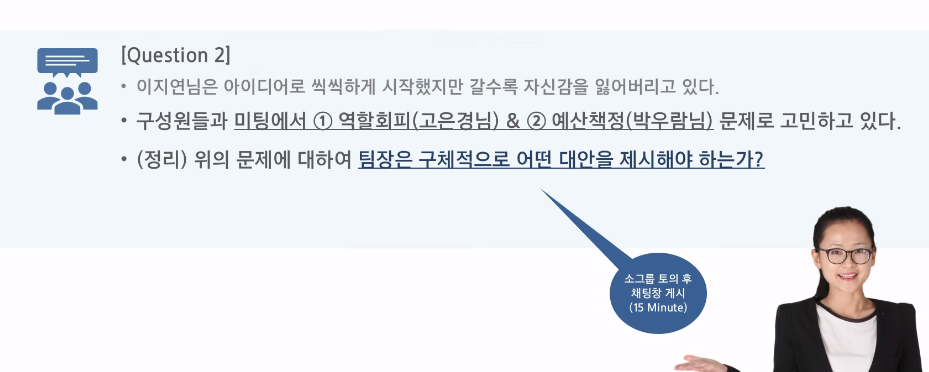 [Question 2]
• 이지연님은 아이디어로 씩씩하게 시작했지만 갈수록 자신감을 잃어버리고 있다.
• 구성원들과 미팅에서 ① 역할회피(고은경님) & ② 예산책정(박우람님) 문제로 고민하고 있다.
• (정리) 위의 문제에 대하여 팀장은 구체적으로 어떤 대안을 제시해야 하는가?
소그룹 토의 후
채팅창 게시
(15 Minute)